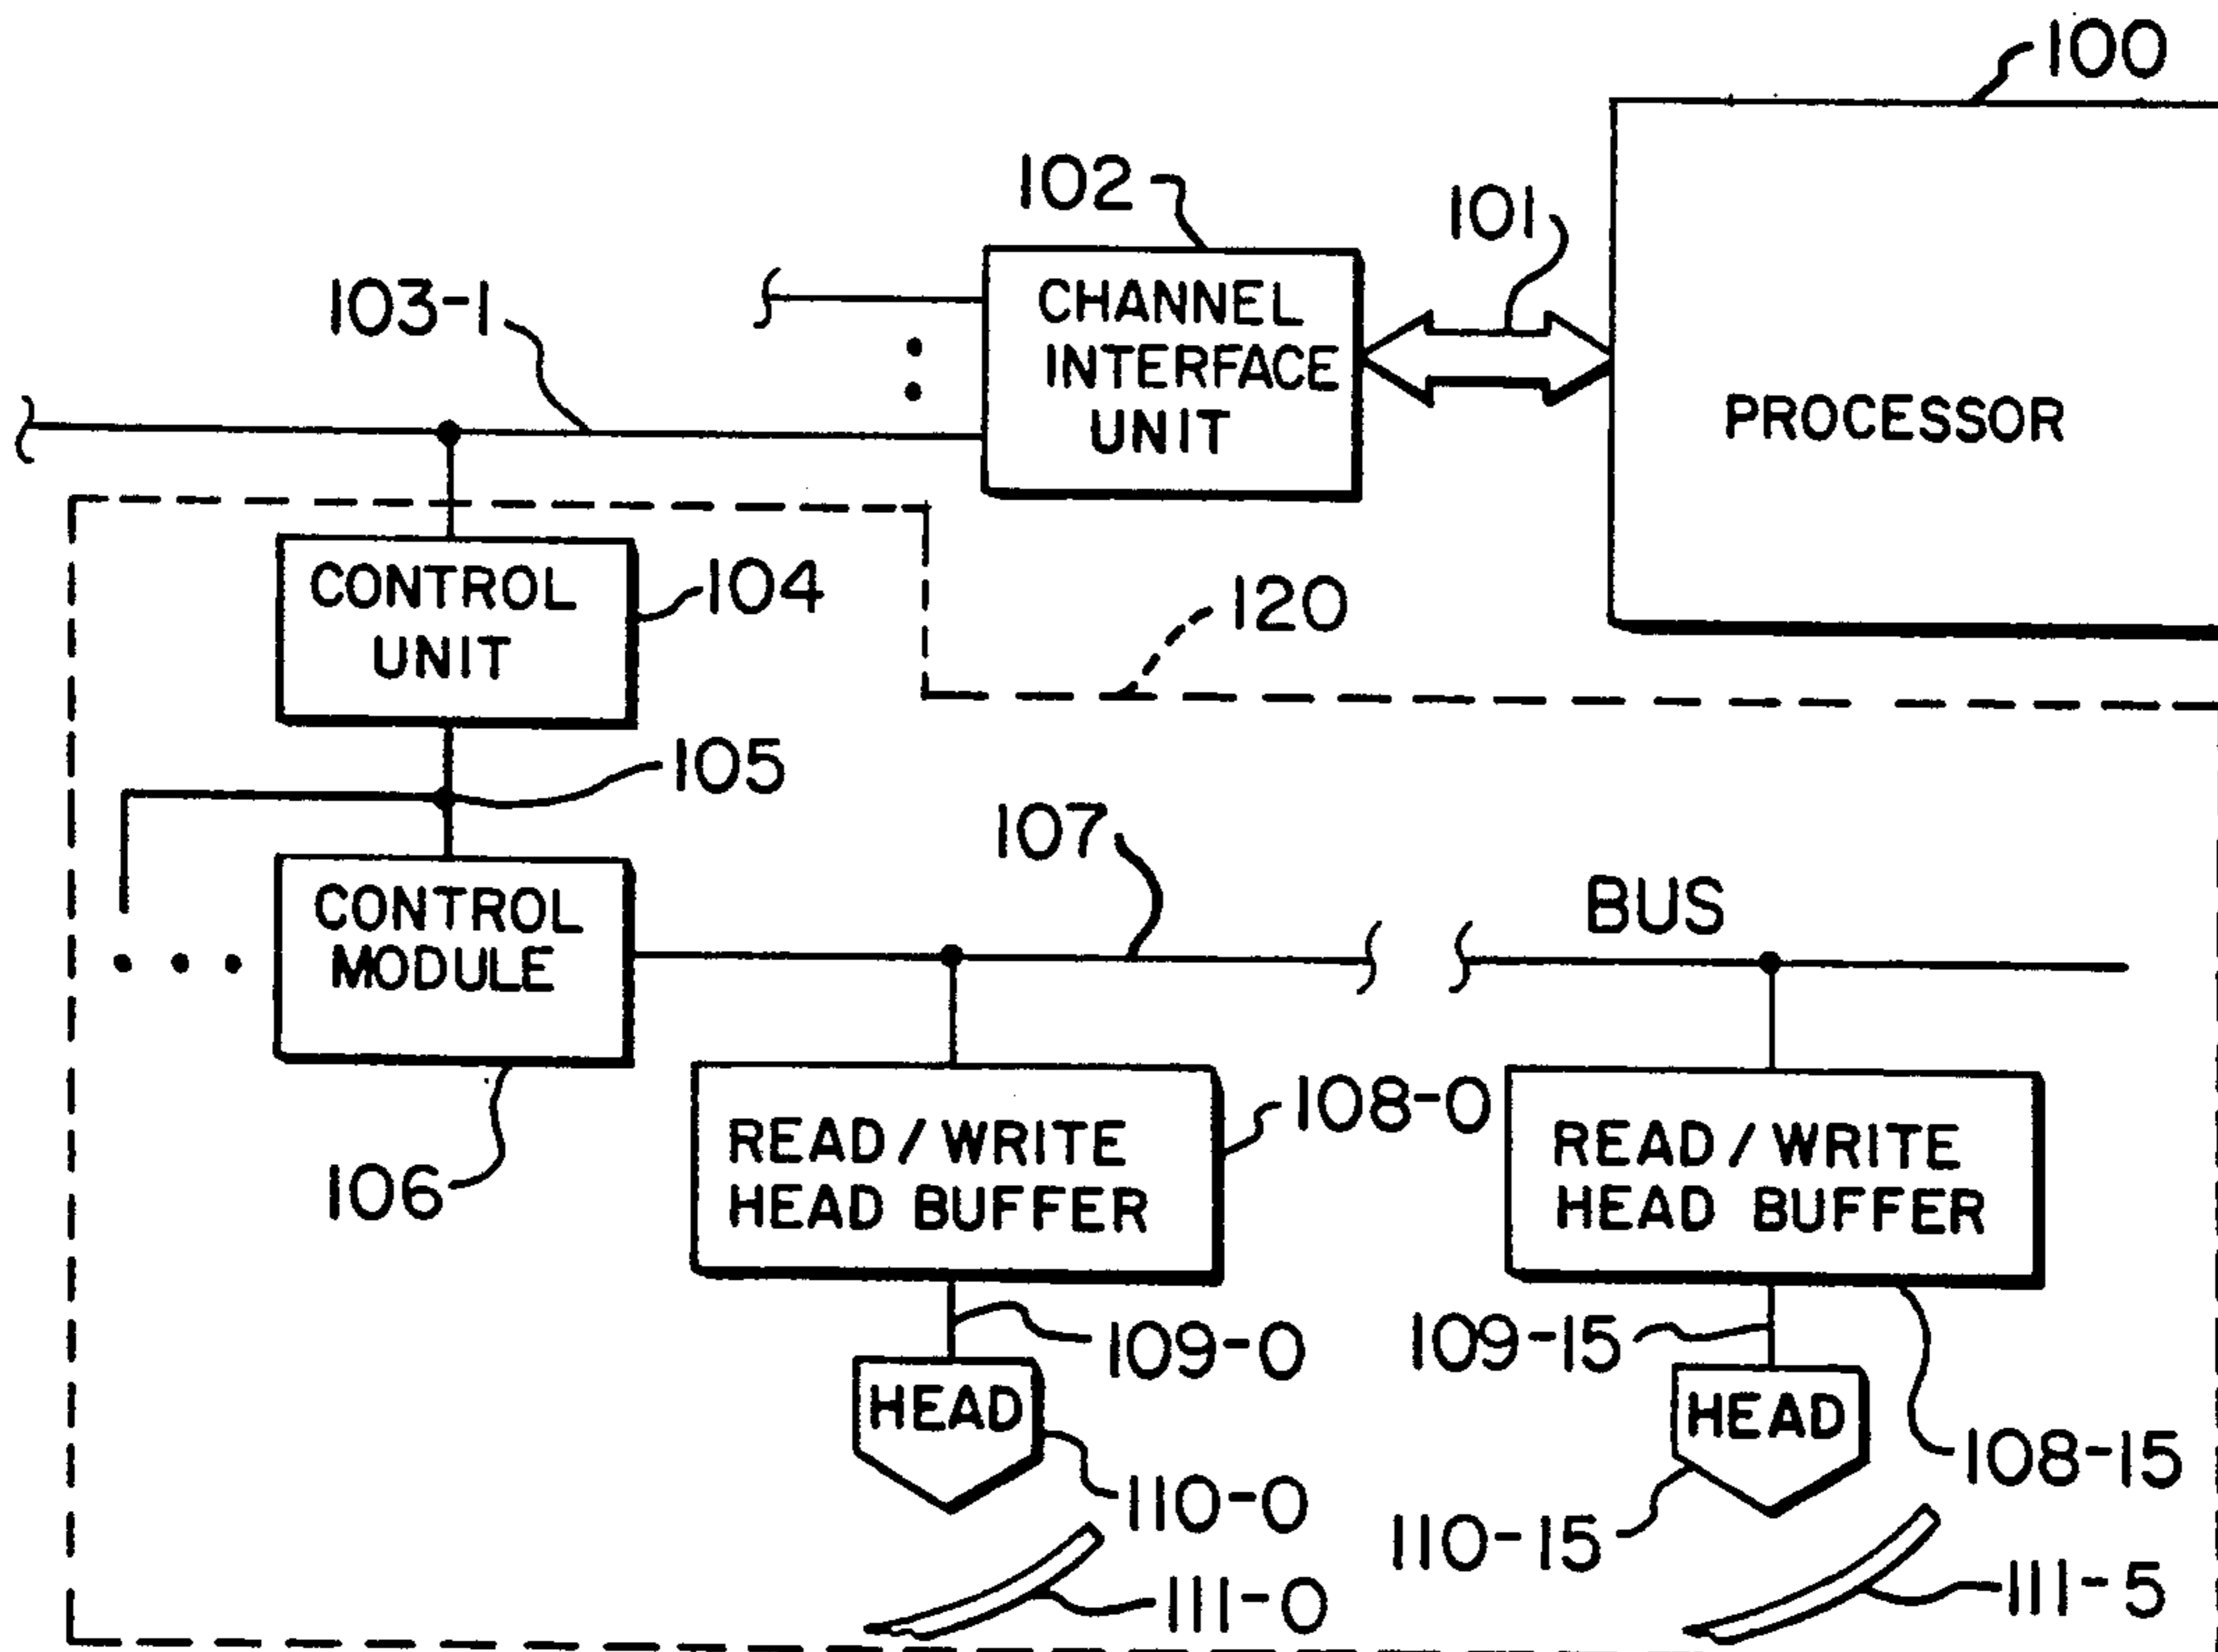 100
102
101
103-1
CHANNEL
INTERFACE
UNIT
PROCESSOR
CONTROL
UNIT
104
120
105
107
BUS
CONTROL
MODULE
106
READ/WRITE
HEAD BUFFER
108-0
READ/WRITE
HEAD BUFFER
109-0
109-15
HEAD
HEAD
108-15
110-0
110-15
111-0
111-5